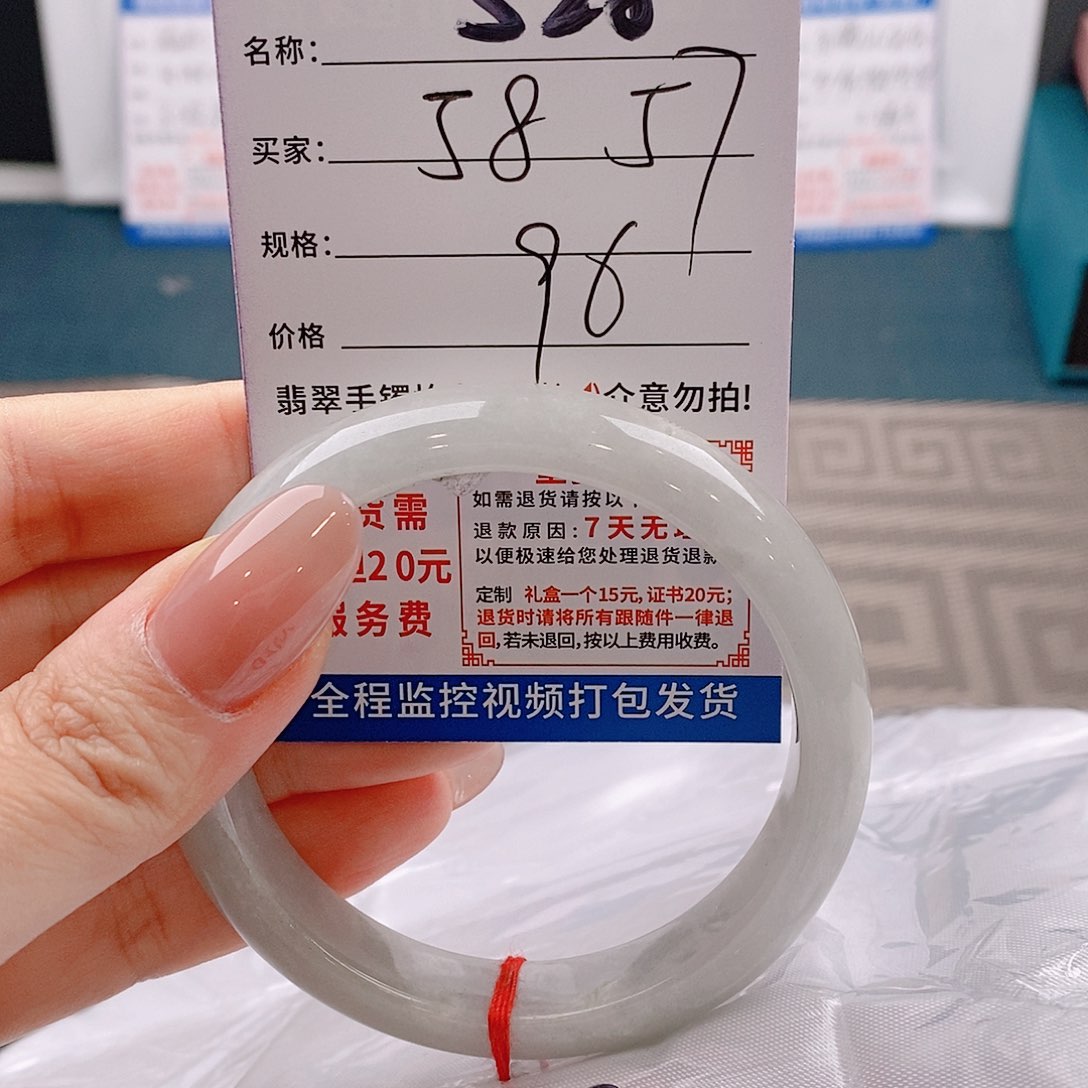 名称：
58 57
买家：
规格：
96
价格
翡翠手镯
介意勿拍!
货需
20元
服务费
如需退货请按以
退款原因：7天无
以便极速给您处理退货退款
定制 礼盒一个15元，证书20元；
退货时请将所有跟随件一律退
回，若未退回，按以上费用收费。
全程监控视频打包发货